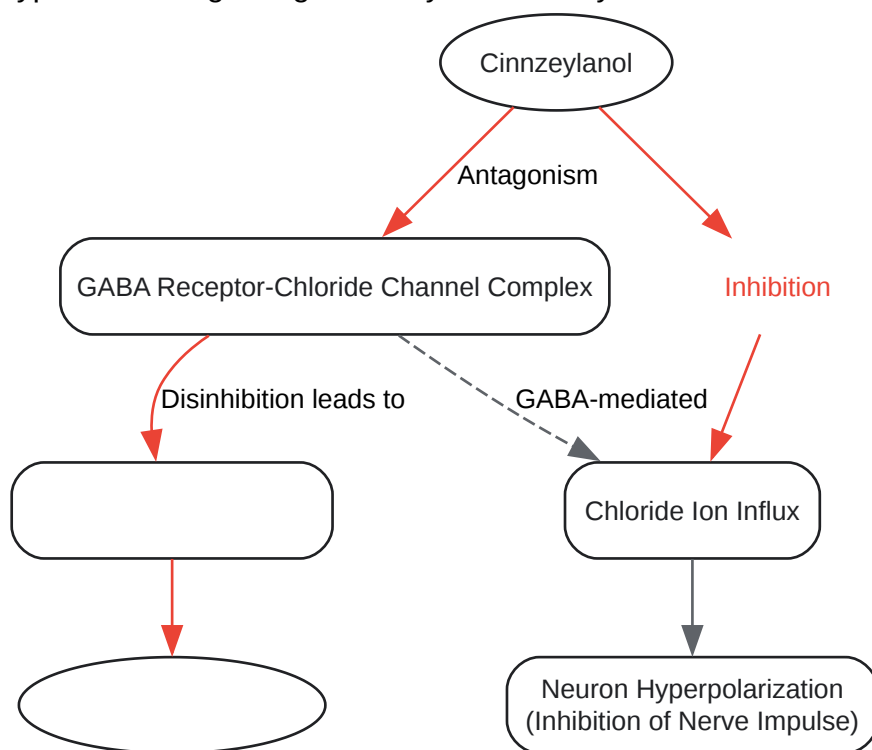 Cinnzeylanol
Antagonism
GABA Receptor-Chloride Channel Complex
Inhibition
Disinhibition leads to
GABA-mediated
Chloride Ion Influx
Neuron Hyperpolarization
(Inhibition of Nerve Impulse)